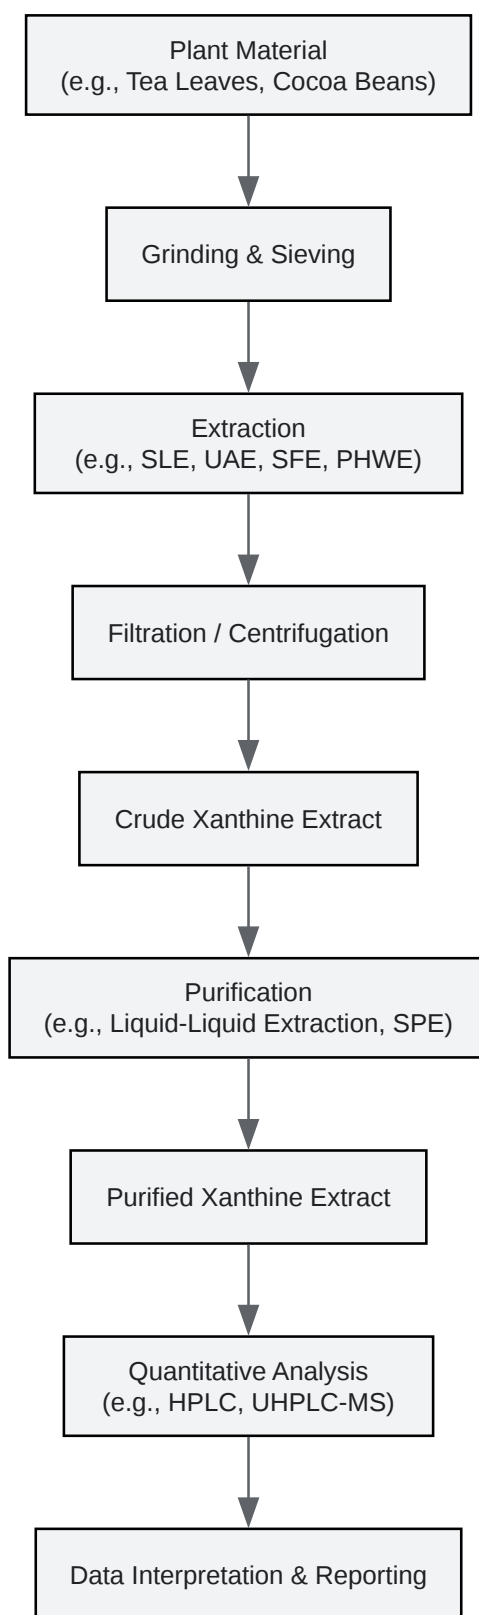 Plant Material
(e.g., Tea Leaves, Cocoa Beans)
Grinding & Sieving
Extraction
(e.g., SLE, UAE, SFE, PHWE)
Filtration / Centrifugation
Crude Xanthine Extract
Purification
(e.g., Liquid-Liquid Extraction, SPE)
Purified Xanthine Extract
Quantitative Analysis
(e.g., HPLC, UHPLC-MS)
Data Interpretation & Reporting